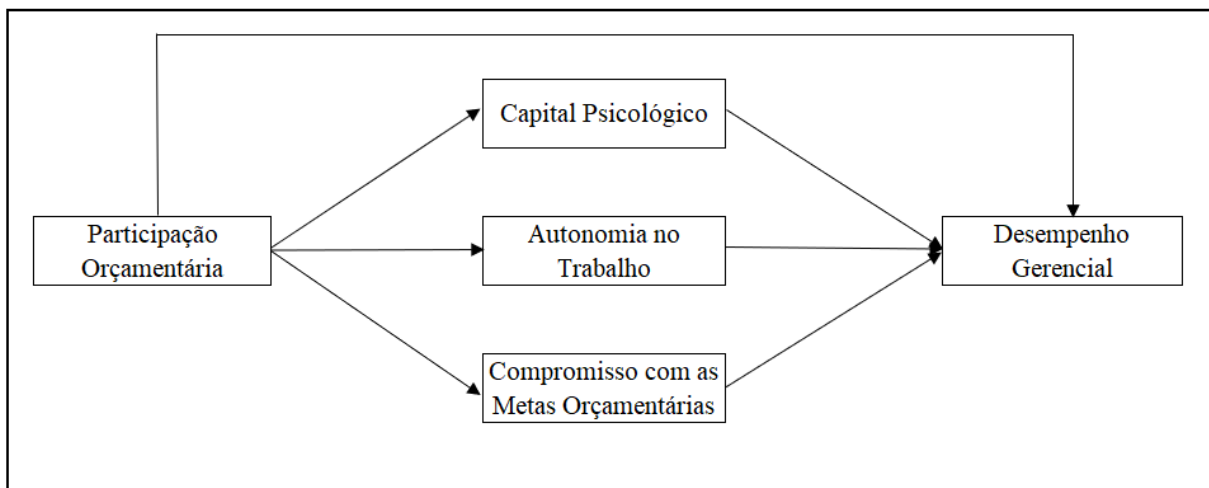 Capital Psicológico
Participação
Orçamentária
Autonomia no
Trabalho
Desempenho
Gerencial
Compromisso com as
Metas Orçamentárias